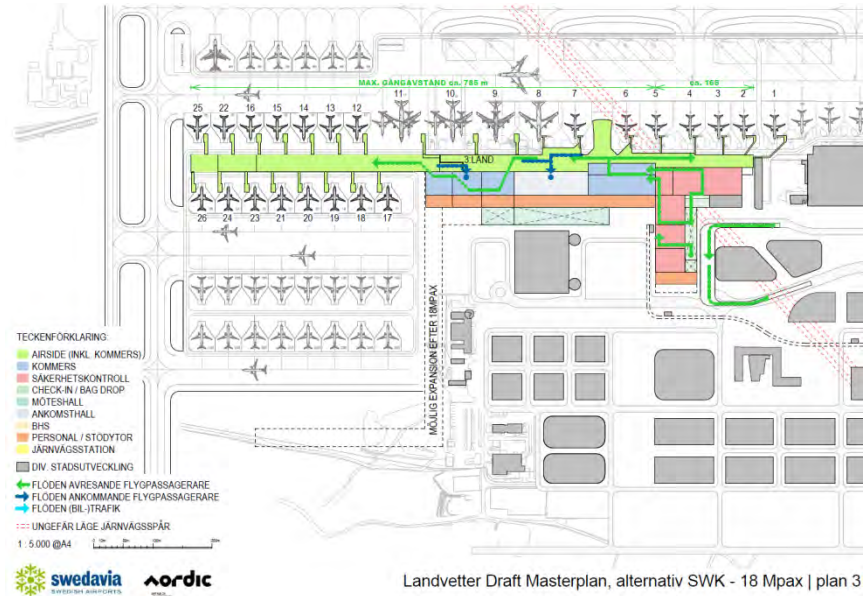 MAX. GÅNGAVSTÅND ca. 785 m
ca. 168
25 22 16 15 14 13 12 11 10 9 8 7 6 5 4 3 2 1
3:LAND
26 24 23 21 20 19 18 17
MÖJLIG EXPANSION EFTER 18MPAX
TECKENFÖRKLARING:
AIRSIDE (INKL. KOMMERS)
KOMMERS
SÄKERHETSKONTROLL
CHECK-IN / BAG DROP
MÖTESHALL
ANKOMSTHALL
BHS
PERSONAL / STÖDYTOR
JÄRNVÄGSSTATION
DIV. STADSUTVECKLING
FLÖDEN AVRESANDE FLYGPASSAGERARE
FLÖDEN ANKOMMANDE FLYGPASSAGERARE
FLÖDEN (BIL-)TRAFIK
UNGEFÄR LÄGE JÄRNVÄGSSPÅR
1 : 5.000 @A4
swedavia
SWEDISH AIRPORTS
nordic
Landvetter Draft Masterplan, alternativ SWK - 18 Mpax | plan 3